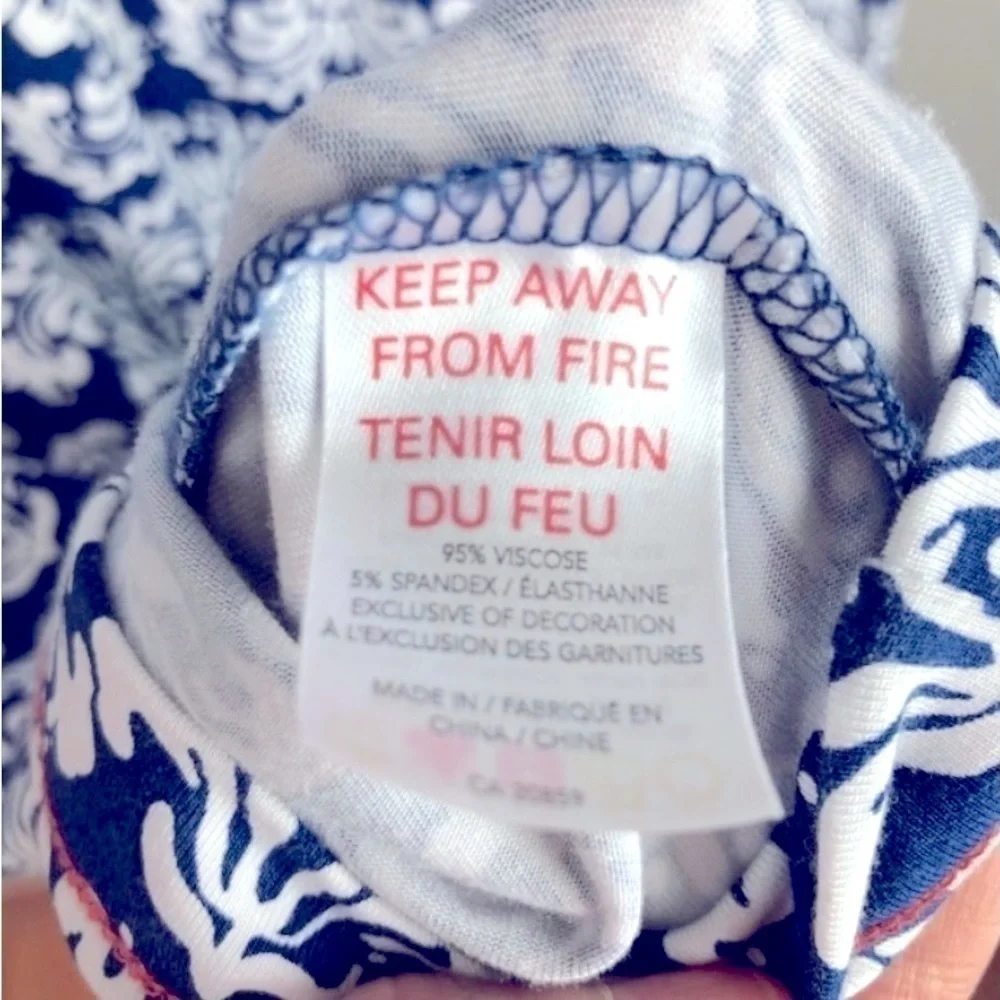 KEEP AWAY
FROM FIRE
TENIR LOIN
DU FEU
95% VISCOSE
5% SPANDEX / ÉLASTHANNE
EXCLUSIVE OF DECORATION
À L'EXCLUSION DES GARNITURES
MADE IN / FABRIQUÉ EN
CHINA / CHINE
CA